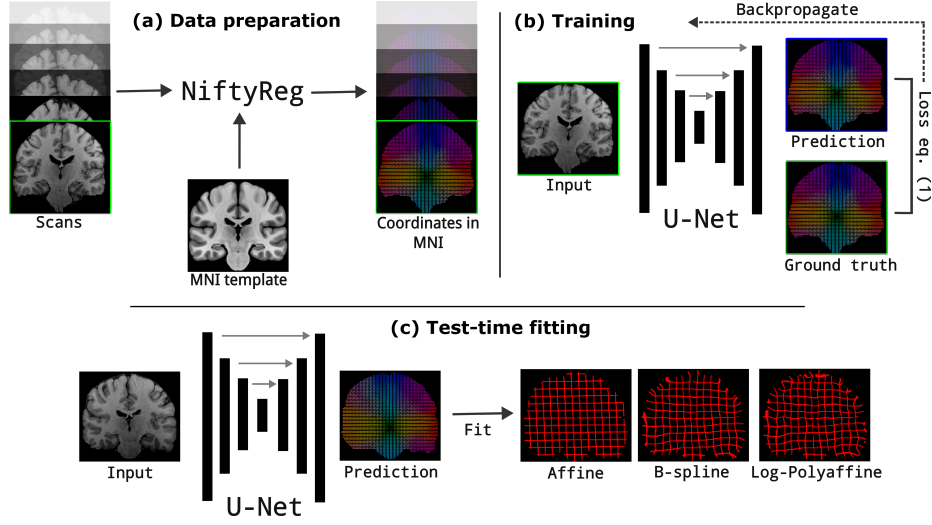 (a) Data preparation
NiftyReg
Scans
MNI template
Coordinates in
MNI
(b) Training
Backpropagate
Input
U-Net
Prediction
Ground truth
Loss eq. (1)
(c) Test-time fitting
Input
U-Net
Prediction
Fit
Affine
B-spline
Log-Polyaffine